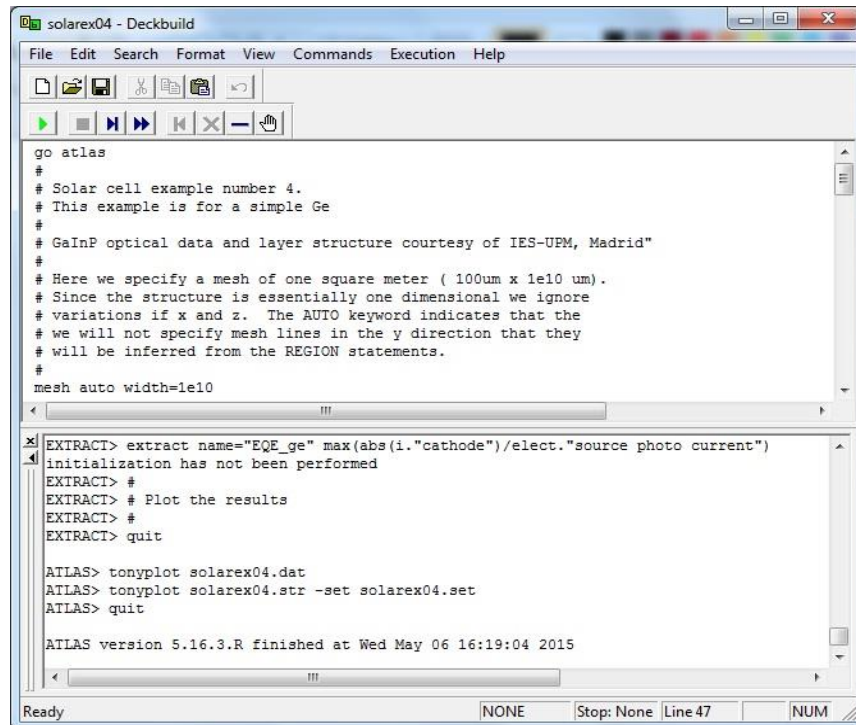 solarex04 - Deckbuild
File Edit Search Format View Commands Execution Help
go atlas
#
# Solar cell example number 4.
# This example is for a simple Ge
#
# GaInP optical data and layer structure courtesy of IES-UPM, Madrid"
#
# Here we specify a mesh of one square meter ( 100um x 1e10 um).
# Since the structure is essentially one dimensional we ignore
# variations if x and z. The AUTO keyword indicates that the
# we will not specify mesh lines in the y direction that they
# will be inferred from the REGION statements.
#
mesh auto width=1e10
EXTRACT> extract name="EQE_ge" max(abs(i."cathode")/elect."source photo current")
initialization has not been performed
EXTRACT> #
EXTRACT> # Plot the results
EXTRACT> #
EXTRACT> quit
ATLAS> tonyplot solarex04.dat
ATLAS> tonyplot solarex04.str -set solarex04.set
ATLAS> quit
ATLAS version 5.16.3.R finished at Wed May 06 16:19:04 2015
Ready NONE Stop: None Line 47 NUM